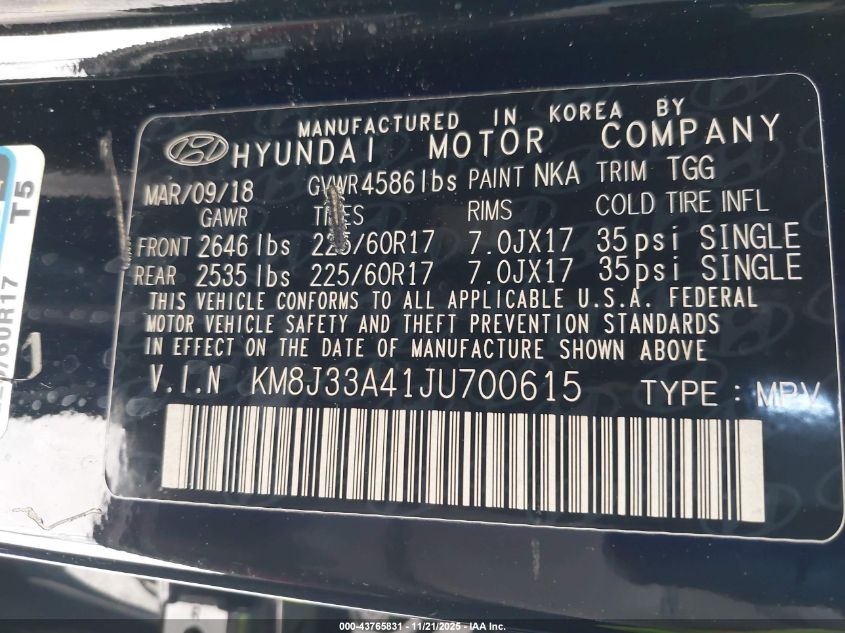 MANUFACTURED IN KOREA BY
HYUNDAI MOTOR COMPANY
MAR/09/18 GVWR 4586 lbs PAINT NKA TRIM TGG
GAWR TIRES RIMS COLD TIRE INFL
FRONT 2646 lbs 225/60R17 7.0JX17 35psi SINGLE
REAR 2535 lbs 225/60R17 7.0JX17 35psi SINGLE
THIS VEHICLE CONFORMS TO ALL APPLICABLE U.S.A. FEDERAL
MOTOR VEHICLE SAFETY AND THEFT PREVENTION STANDARDS
IN EFFECT ON THE DATE OF MANUFACTURE SHOWN ABOVE
V.I.N KM8J33A41JU700615 TYPE : MPV
T5
/60R17
000-43765831 - 11/21/2025 - IAA Inc.